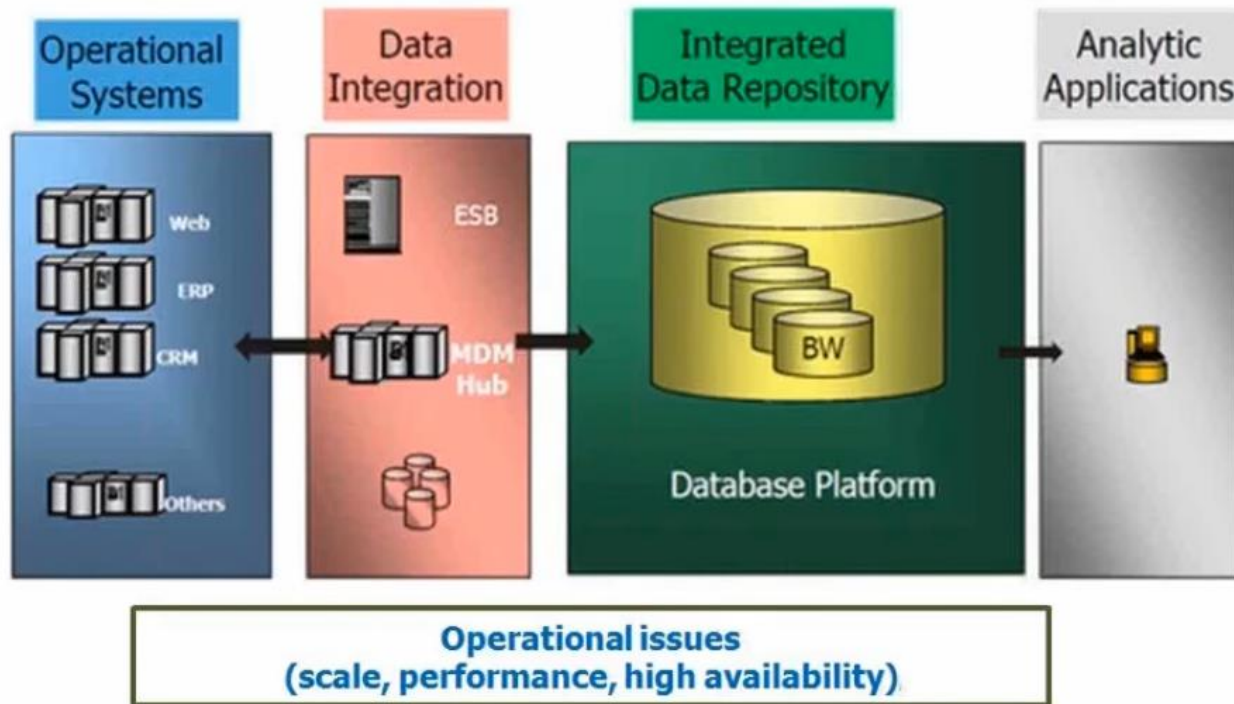 Operational
Systems
Data
Integration
Integrated
Data Repository
Analytic
Applications
Web
ERP
CRM
Others
ESB
MDM
Hub
BW
Database Platform
Operational issues
(scale, performance, high availability)